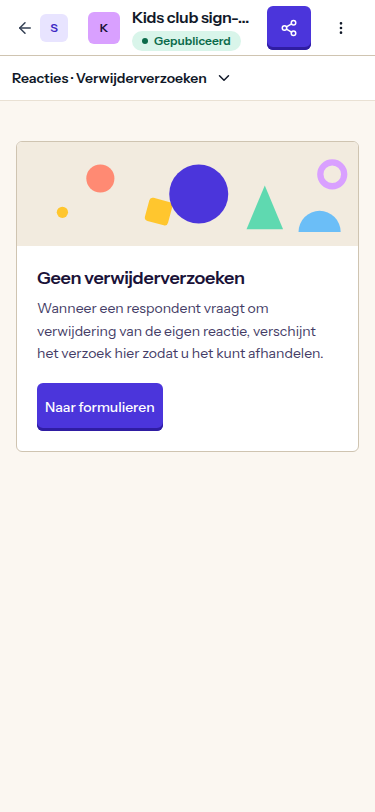 S
K
Kids club sign-...
Gepubliceerd
Reacties · Verwijderverzoeken
Geen verwijderverzoeken
Wanneer een respondent vraagt om
verwijdering van de eigen reactie, verschijnt
het verzoek hier zodat u het kunt afhandelen.
Naar formulieren